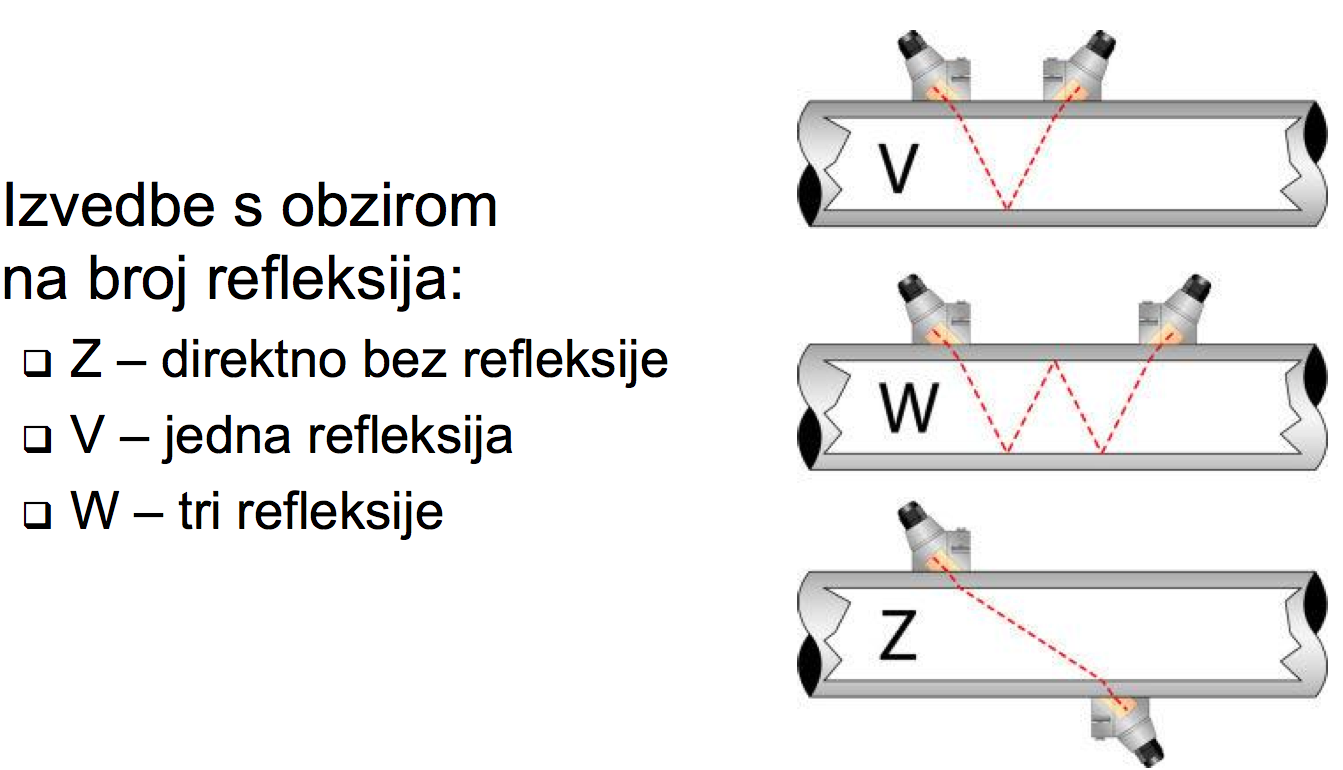 Izvedbe s obzirom
na broj refleksija:
❑ Z – direktno bez refleksije
❑ V – jedna refleksija
❑ W – tri refleksije
V
W
Z